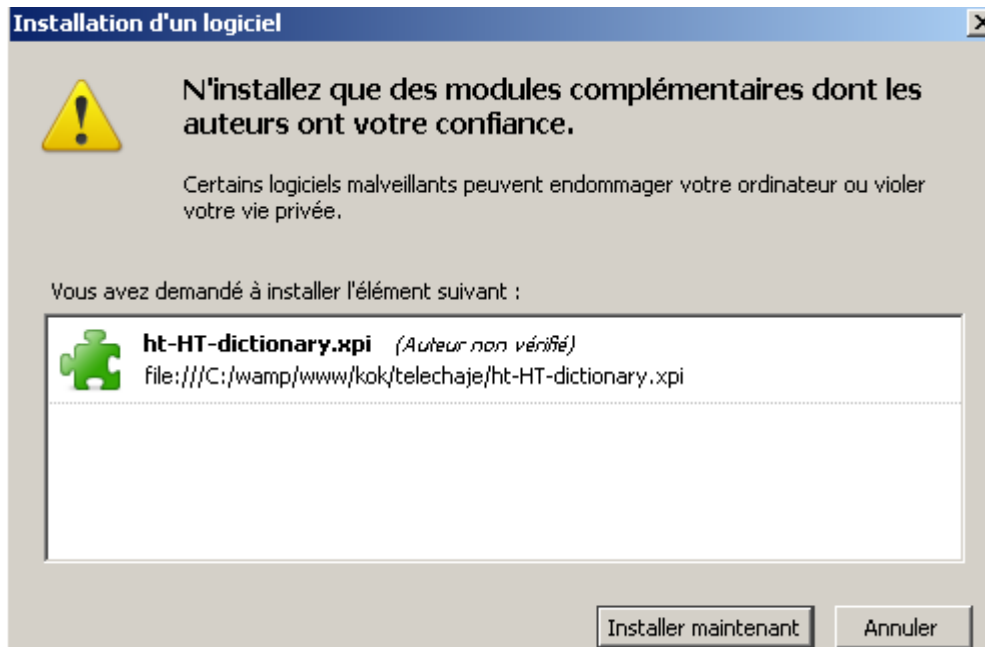 Installation d'un logiciel
N'installez que des modules complémentaires dont les
auteurs ont votre confiance.
Certains logiciels malveillants peuvent endommager votre ordinateur ou violer
votre vie privée.
Vous avez demandé à installer l'élément suivant :
ht-HT-dictionary.xpi (Auteur non vérifié)
file:///C:/wamp/www/kok/telechaje/ht-HT-dictionary.xpi
Installer maintenant Annuler